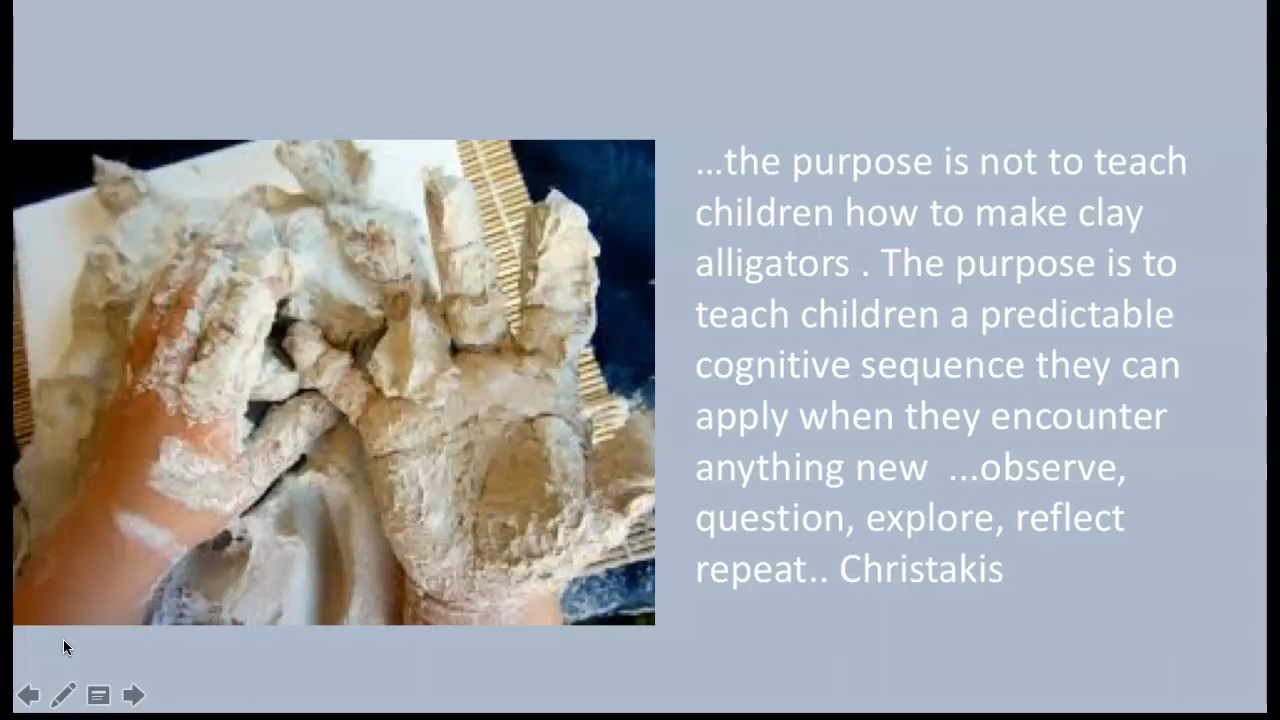 ...the purpose is not to teach
children how to make clay
alligators . The purpose is to
teach children a predictable
cognitive sequence they can
apply when they encounter
anything new  ...observe,
question, explore, reflect
repeat.. Christakis